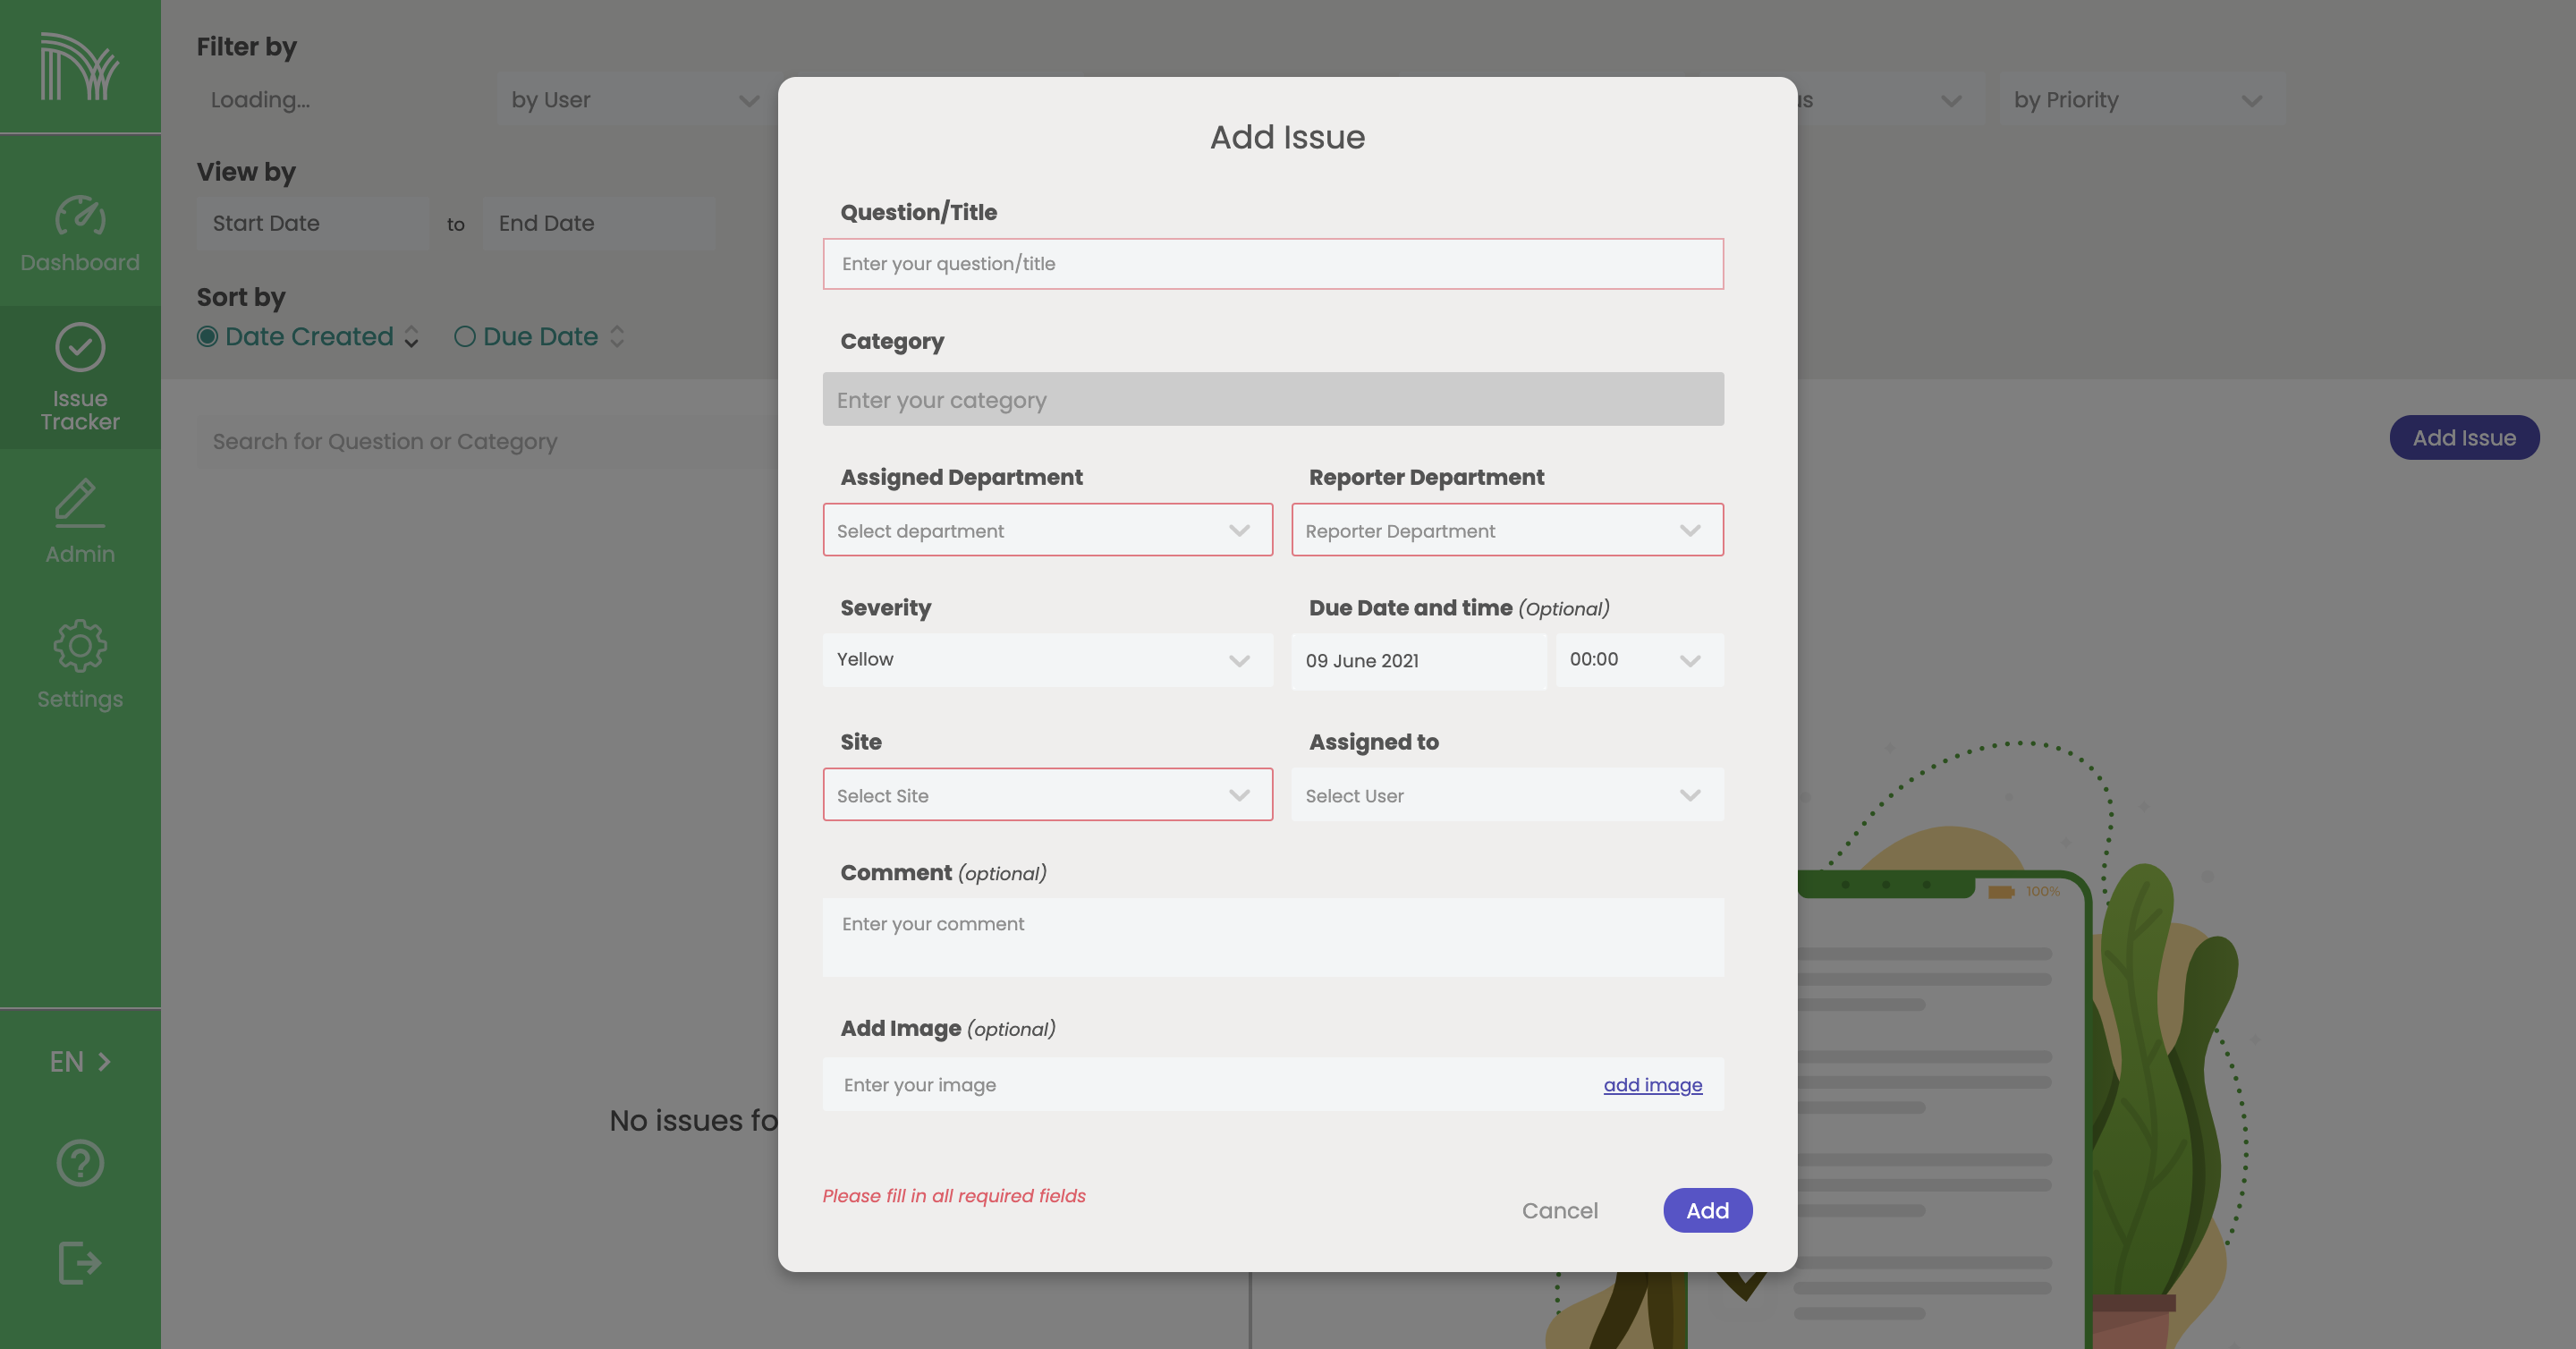 Filter by
Loading...
by User
us
by Priority
View by
Start Date
to
End Date
Sort by
Date Created
Due Date
Search for Question or Category
Add Issue
Dashboard
Issue
Tracker
Admin
Settings
EN
No issues fo
100%
Add Issue
Question/Title
Enter your question/title
Category
Enter your category
Assigned Department
Reporter Department
Select department
Reporter Department
Severity
Due Date and time (Optional)
Yellow
09 June 2021
00:00
Site
Assigned to
Select Site
Select User
Comment (optional)
Enter your comment
Add Image (optional)
Enter your image
add image
Please fill in all required fields
Cancel
Add